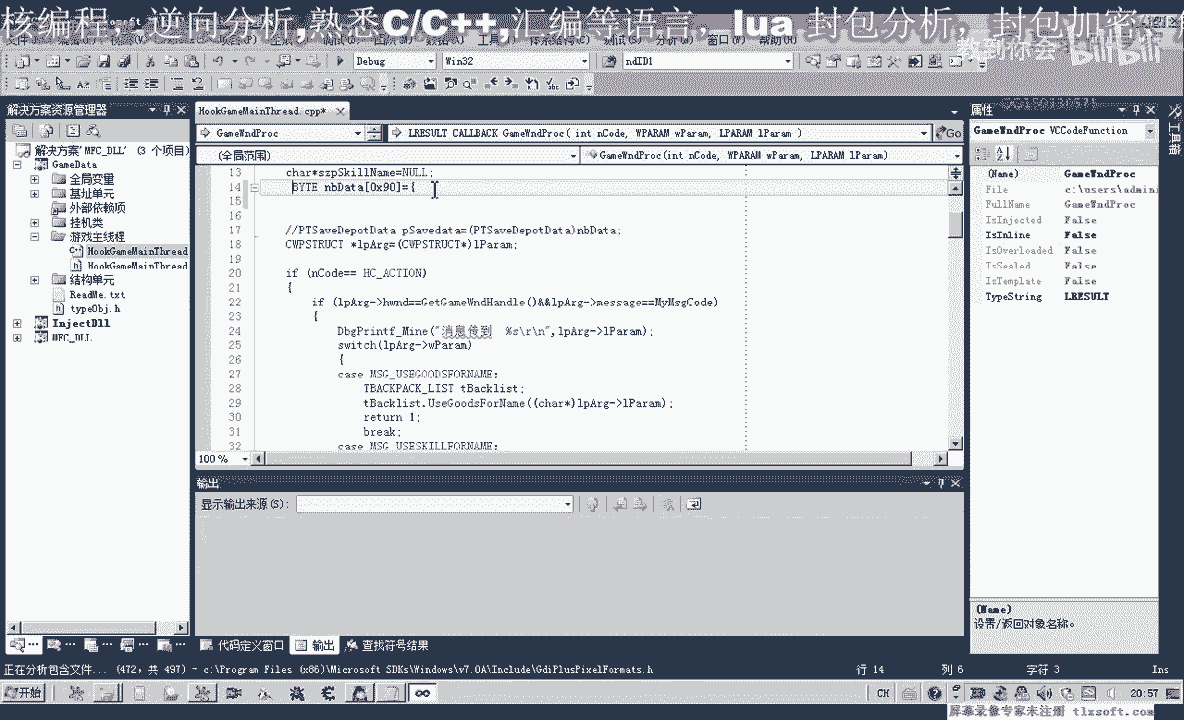 核编程，逆向分析,熟悉C/C++,汇编等语言，lua 封包分析，封包加密，
教到你会 bilibili
Debug Win32 ndID1
解决方案资源管理器
HookGameMainThread.cpp*
属性
工具箱
GameWndProc
LRESULT CALLBACK GameWndProc( int nCode, WPARAM wParam, LPARAM lParam )
Go
(全局范围)
GameWndProc(int nCode, WPARAM wParam, LPARAM lParam)
解决方案'MFC_DLL' (3 个项目)
GameData
全局变量
基址单元
外部依赖项
挂机类
游戏主线程
HookGameMainThread
HookGameMainThread
结构单元
ReadMe.txt
typeObj.h
InjectDll
MFC_DLL
13 char*szpSkillName=NULL;
14 BYTE nbData[0x90]={
15
16
17 //PTSaveDepotData pSavedata=(PTSaveDepotData)nbData;
18 CWPSTRUCT *lpArg=(CWPSTRUCT*)lParam;
19
20 if (nCode== HC_ACTION)
21 {
22 if (lpArg->hwnd==GetGameWndHandle()&&lpArg->message==MyMsgCode)
23 {
24 DbgPrintf_Mine("消息传到 %s\r\n",lpArg->lParam);
25 switch(lpArg->wParam)
26 {
27 case MSG_USEGOODSFORNAME:
28 TBACKPACK_LIST tBacklist;
29 tBacklist.UseGoodsForName((char*)lpArg->lParam);
30 return 1;
31 break;
32 case MSG_USESKILLFORNAME:
100 %
GameWndProc VCCodeFunction
(Name) GameWndProc
File c:\users\admini
FullName GameWndProc
IsInjected False
IsInline False
IsOverloaded False
IsSealed False
IsTemplate False
TypeString LRESULT
(Name)
设置/返回对象名称。
输出
显示输出来源(S):
代码定义窗口 输出 查找符号结果
正在分析包含文件... (472, 共 497) - c:\Program Files (x86)\Microsoft SDKs\Windows\v7.0A\Include\GdiPlusPixelFormats.h
行 14 列 6 字符 3 Ins
开始
CH
20:57
屏幕录像专家未注册 tlxsoft.com